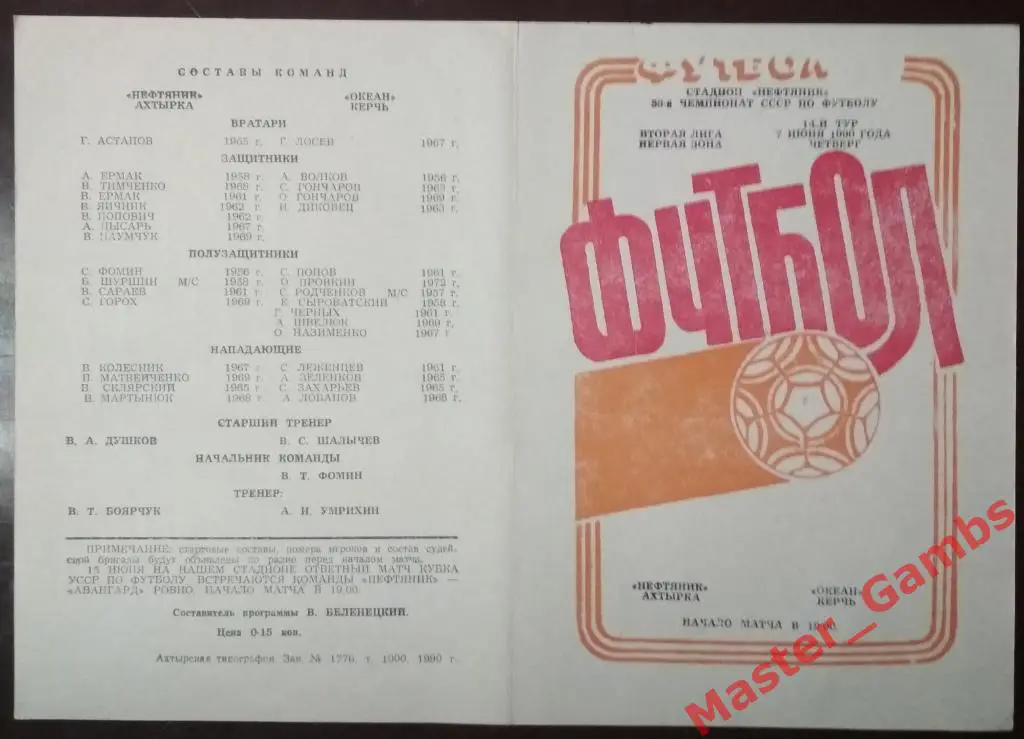 СОСТАВЫ КОМАНД
«НЕФТЯНИК» «ОКЕАН»
АХТЫРКА КЕРЧЬ
ВРАТАРИ
Г. АСТАПОВ 1965 г. Г. ЛОСЕВ 1967 г.
ЗАЩИТНИКИ
А. ЕРМАК 1958 г. А. ВОЛКОВ 1956 г.
В. ТИМЧЕНКО 1968 г. С. ГОНЧАРОВ 1963 г.
В. ЕРМАК 1961 г. О. ГОНЧАРОВ 1969 г.
В. ЯИЧНИК 1962 г. И. ДИКОВЕЦ 1963 г.
В. ПОПОВИЧ 1962 г.
А. ЛЫСАРЬ 1967 г.
В. НАУМЧУК 1969 г.
ПОЛУЗАЩИТНИКИ
С. ФОМИН 1956 г. С. ПОПОВ 1961 г.
Б. ШУРШИН М/С 1958 г. О. ПРОЙКИН 1972 г.
В. САРАЕВ 1961 г. С. РОДЧЕНКОВ М/С 1957 г.
С. ГОРОХ 1969 г. Е. СЫРОВАТСКИЙ 1958 г.
Г. ЧЕРНЫХ 1961 г.
А. ШВЕЛЮК 1969 г.
О. НАЗИМЕНКО 1967 г.
НАПАДАЮЩИЕ
В. КОЛЕСНИК 1967 г. С. ЛЕЖЕНЦЕВ 1961 г.
П. МАТВЕЙЧЕНКО 1969 г. А. ЗЕЛЕНКОВ 1965 г.
В. СКЛЯРСКИЙ 1965 г. С. ЗАХАРЬЕВ 1965 г.
В. МАРТЫНЮК 1968 г. А. ЛОБАНОВ 1968 г.
СТАРШИЙ ТРЕНЕР
В. А. ДУШКОВ В. С. ШАЛЫЧЕВ
НАЧАЛЬНИК КОМАНДЫ
В. Т. ФОМИН
ТРЕНЕР:
В. Т. БОЯРЧУК А. И. УМРИХИН
ПРИМЕЧАНИЕ: стартовые составы, номера игроков и состав судей,
ской бригады будут объявлены по радио перед началом матча.
15 ИЮНЯ НА НАШЕМ СТАДИОНЕ ОТВЕТНЫЙ МАТЧ КУБКА
УССР ПО ФУТБОЛУ. ВСТРЕЧАЮТСЯ КОМАНДЫ «НЕФТЯНИК» —
«АВАНГАРД» РОВНО. НАЧАЛО МАТЧА В 19.00.
Составитель программы В. БЕЛЕНЕЦКИЙ.
Цена 0-15 коп.
Ахтырская типография Зак. № 1776, т. 1000, 1990 г.
ФУТБОЛ
СТАДИОН «НЕФТЯНИК»
53-й ЧЕМПИОНАТ СССР ПО ФУТБОЛУ
14-Й ТУР
ВТОРАЯ ЛИГА 7 ИЮНЯ 1990 ГОДА
ПЕРВАЯ ЗОНА ЧЕТВЕРГ
ФУТБОЛ
«НЕФТЯНИК» «ОКЕАН»
АХТЫРКА КЕРЧЬ
НАЧАЛО МАТЧА В 19.00.
Master_Gambs